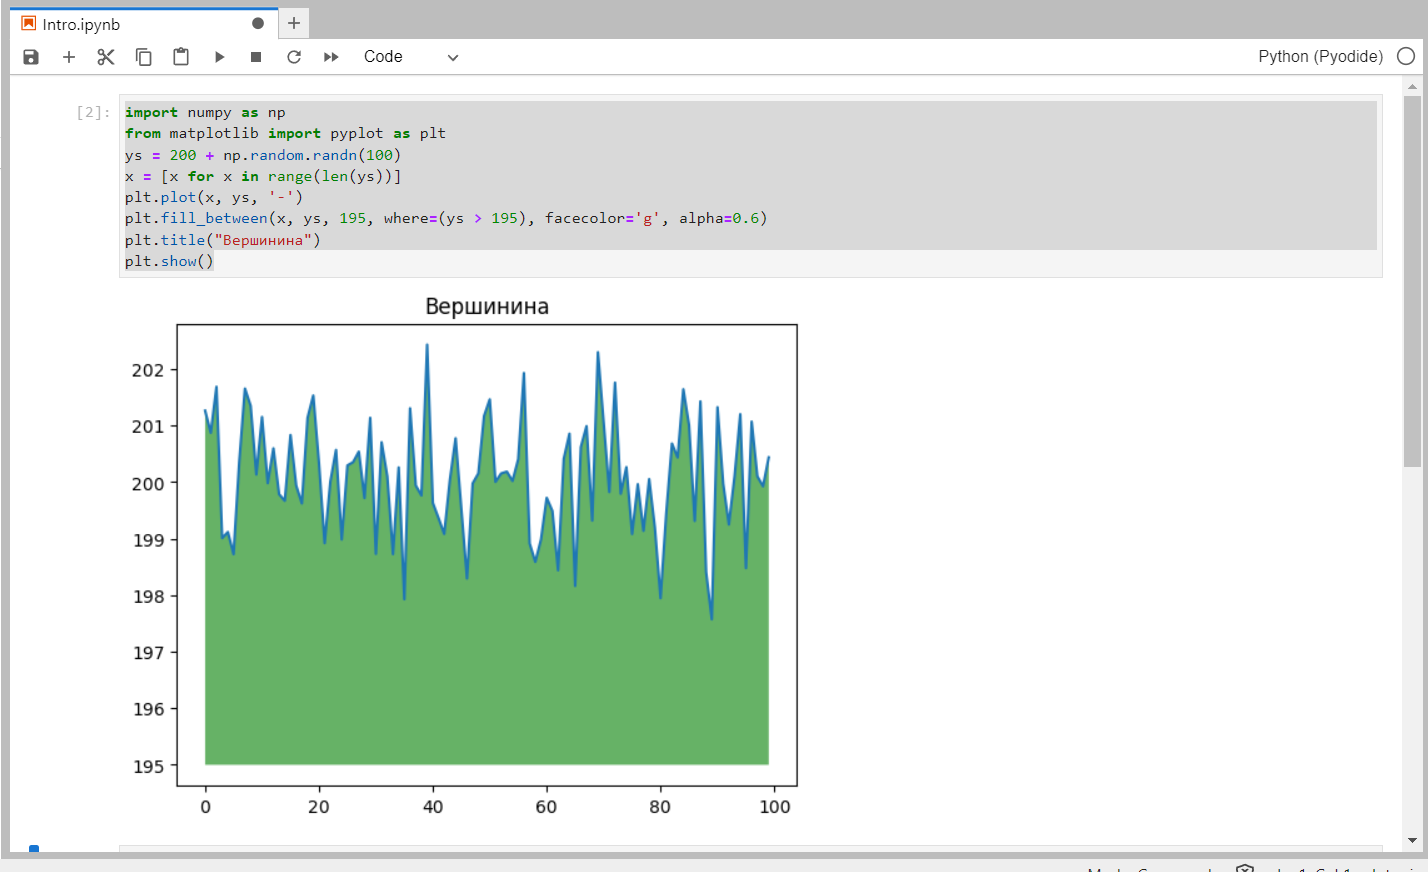 Intro.ipynb
Code
Python (Pyodide)
[2]:
import numpy as np
from matplotlib import pyplot as plt
ys = 200 + np.random.randn(100)
x = [x for x in range(len(ys))]
plt.plot(x, ys, '-')
plt.fill_between(x, ys, 195, where=(ys > 195), facecolor='g', alpha=0.6)
plt.title("Вершинина")
plt.show()
Вершинина
202
201
200
199
198
197
196
195
0 20 40 60 80 100